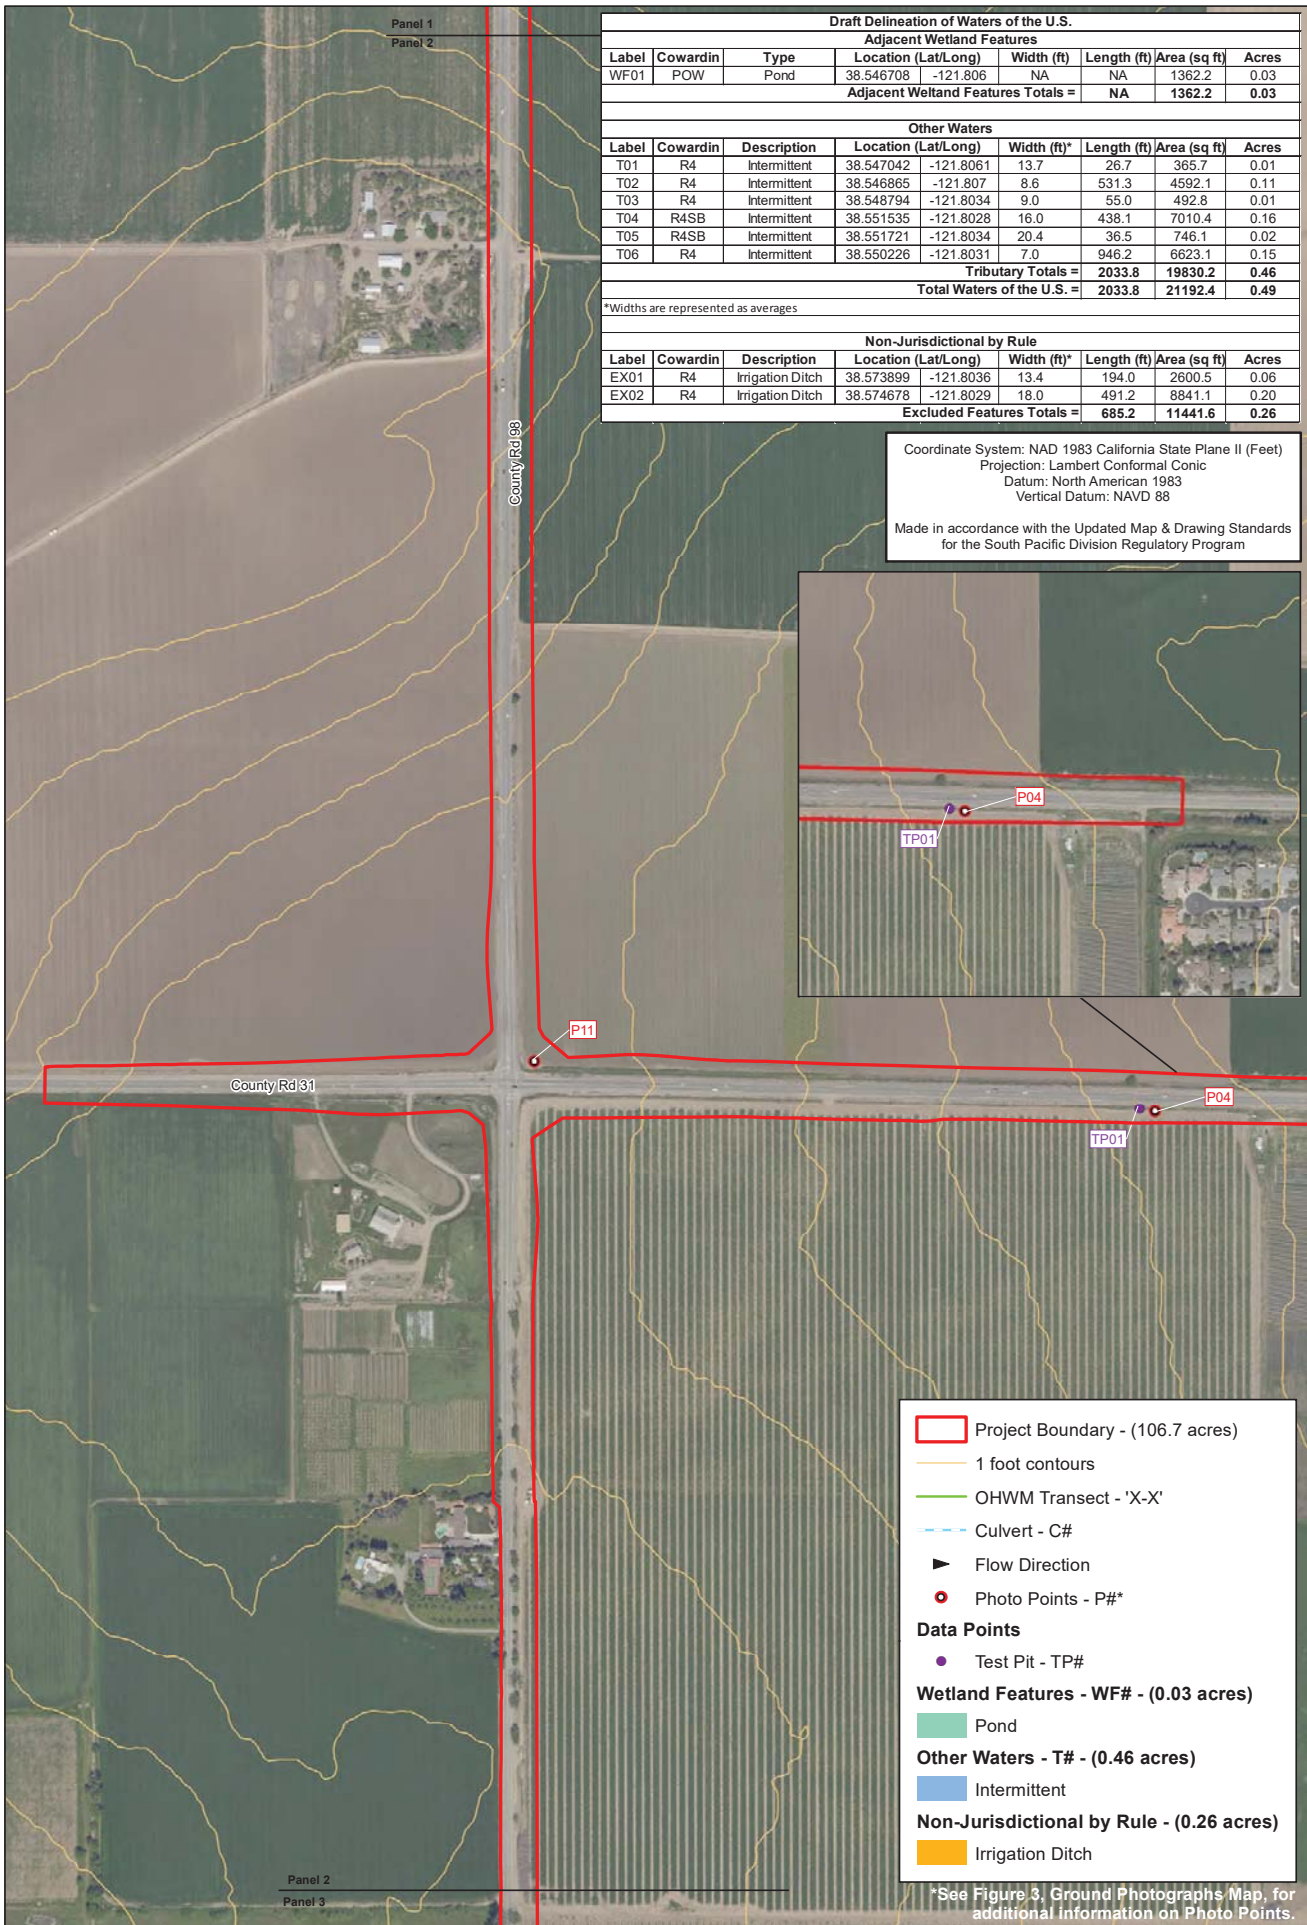 Panel 1
Panel 2
Draft Delineation of Waters of the U.S.
Adjacent Wetland Features
Label Cowardin Type Location (Lat/Long) Width (ft) Length (ft) Area (sq ft) Acres
WF01 POW Pond 38.546708 -121.806 NA NA 1362.2 0.03
Adjacent Weltand Features Totals = NA 1362.2 0.03
Other Waters
Label Cowardin Description Location (Lat/Long) Width (ft)* Length (ft) Area (sq ft) Acres
T01 R4 Intermittent 38.547042 -121.8061 13.7 26.7 365.7 0.01
T02 R4 Intermittent 38.546865 -121.807 8.6 531.3 4592.1 0.11
T03 R4 Intermittent 38.548794 -121.8034 9.0 55.0 492.8 0.01
T04 R4SB Intermittent 38.551535 -121.8028 16.0 438.1 7010.4 0.16
T05 R4SB Intermittent 38.551721 -121.8034 20.4 36.5 746.1 0.02
T06 R4 Intermittent 38.550226 -121.8031 7.0 946.2 6623.1 0.15
Tributary Totals = 2033.8 19830.2 0.46
Total Waters of the U.S. = 2033.8 21192.4 0.49
*Widths are represented as averages
Non-Jurisdictional by Rule
Label Cowardin Description Location (Lat/Long) Width (ft)* Length (ft) Area (sq ft) Acres
EX01 R4 Irrigation Ditch 38.573899 -121.8036 13.4 194.0 2600.5 0.06
EX02 R4 Irrigation Ditch 38.574678 -121.8029 18.0 491.2 8841.1 0.20
Excluded Features Totals = 685.2 11441.6 0.26
Coordinate System: NAD 1983 California State Plane II (Feet)
Projection: Lambert Conformal Conic
Datum: North American 1983
Vertical Datum: NAVD 88
Made in accordance with the Updated Map & Drawing Standards
for the South Pacific Division Regulatory Program
County Rd 98
P04
TP01
P11
County Rd 31
P04
TP01
Project Boundary - (106.7 acres)
1 foot contours
OHWM Transect - 'X-X'
Culvert - C#
Flow Direction
Photo Points - P#*
Data Points
Test Pit - TP#
Wetland Features - WF# - (0.03 acres)
Pond
Other Waters - T# - (0.46 acres)
Intermittent
Non-Jurisdictional by Rule - (0.26 acres)
Irrigation Ditch
Panel 2
Panel 3
*See Figure 3, Ground Photographs Map, for
additional information on Photo Points.